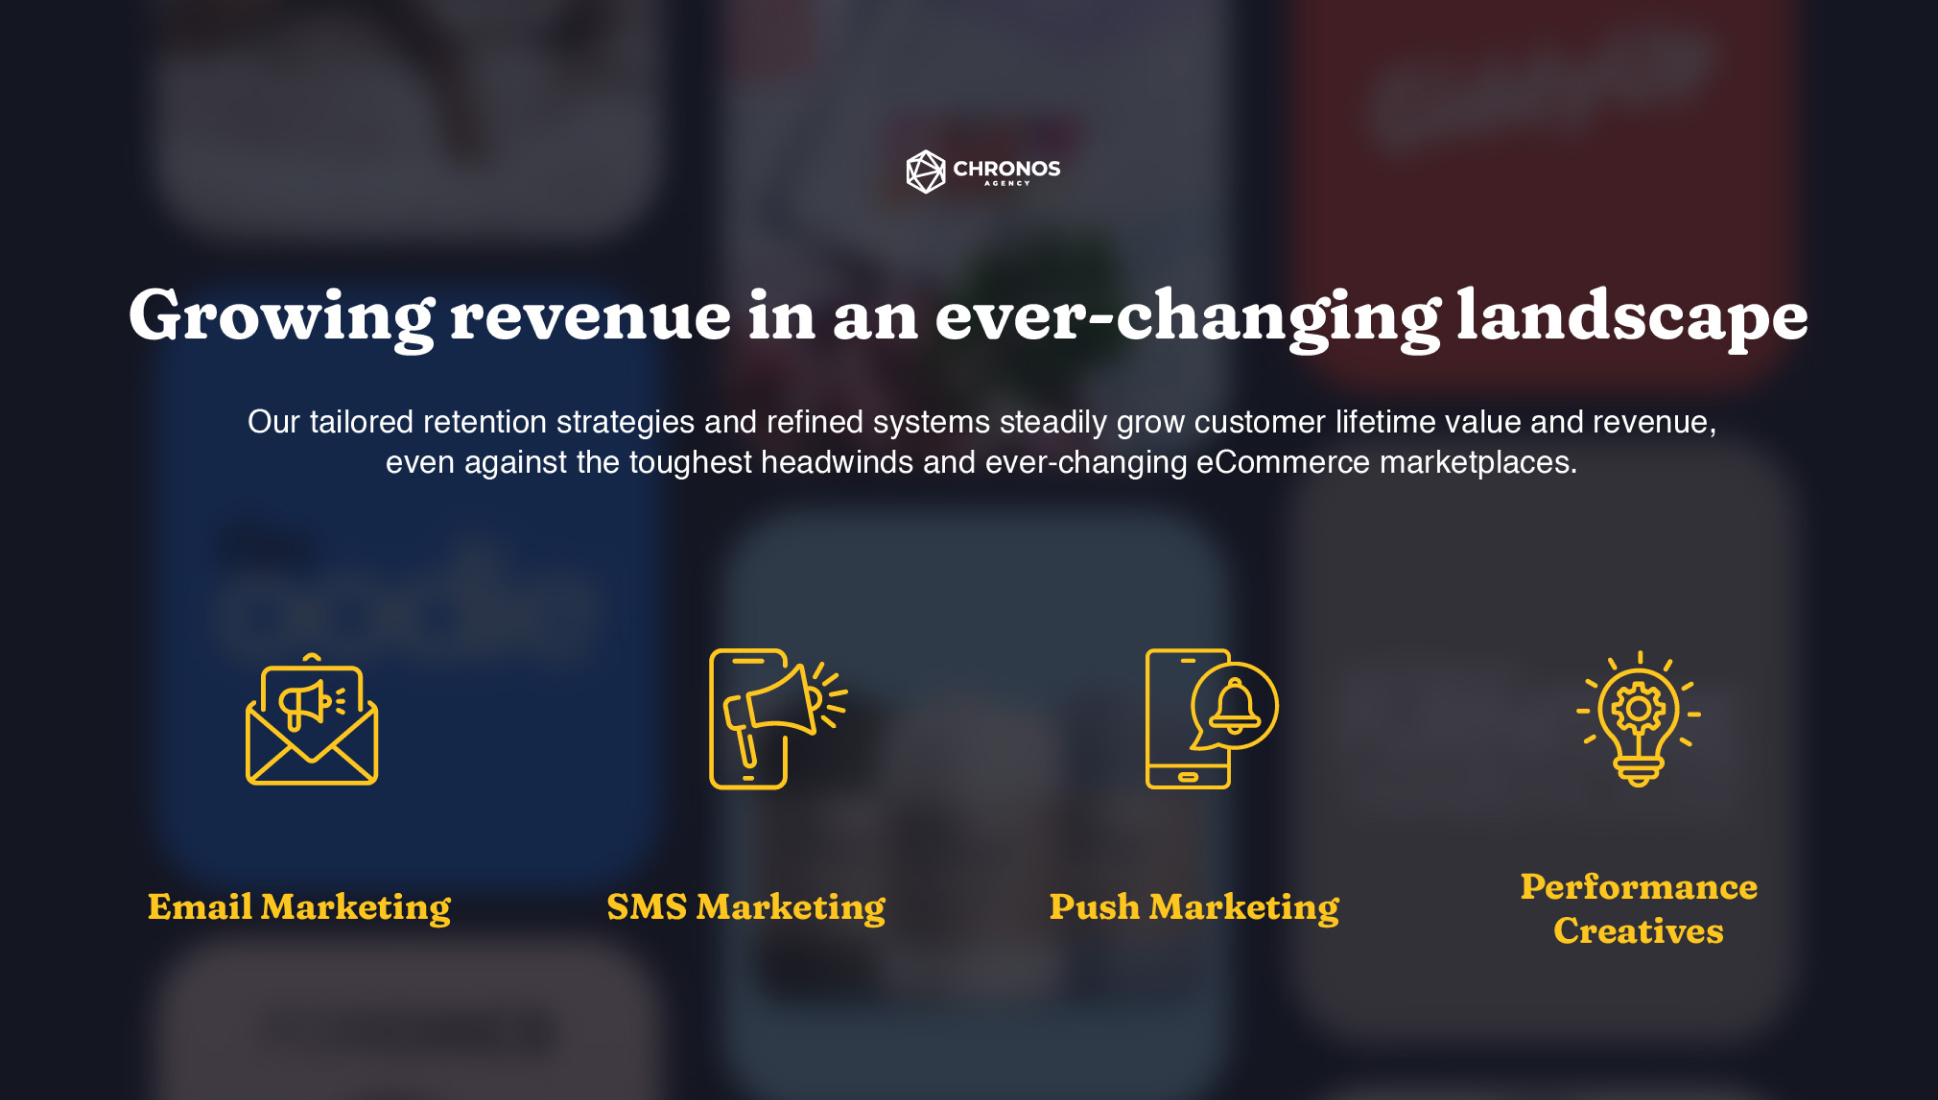 CHRONOS
AGENCY
Growing revenue in an ever-changing landscape
Our tailored retention strategies and refined systems steadily grow customer lifetime value and revenue,
even against the toughest headwinds and ever-changing eCommerce marketplaces.
Email Marketing
SMS Marketing
Push Marketing
Performance
Creatives